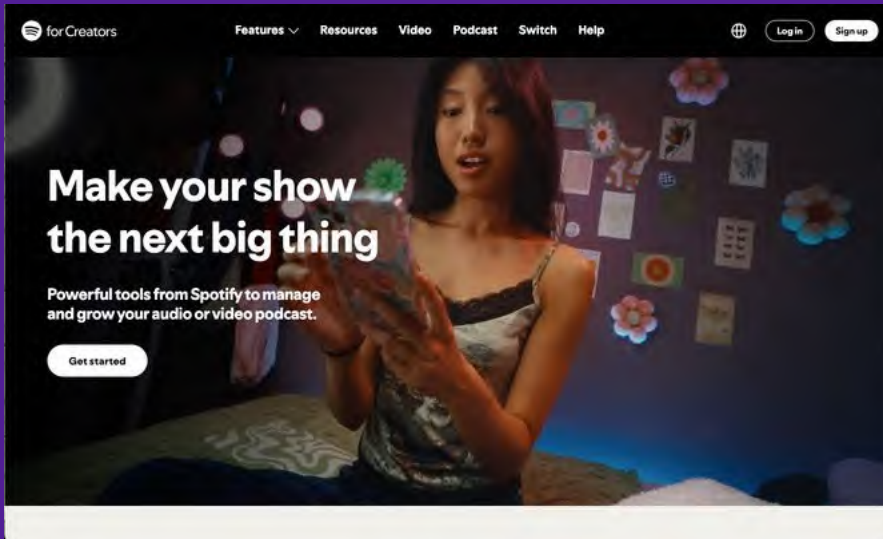 for Creators
Features
Resources
Video
Podcast
Switch
Help
Log in
Sign up
Make your show
the next big thing
Powerful tools from Spotify to manage
and grow your audio or video podcast.
Get started